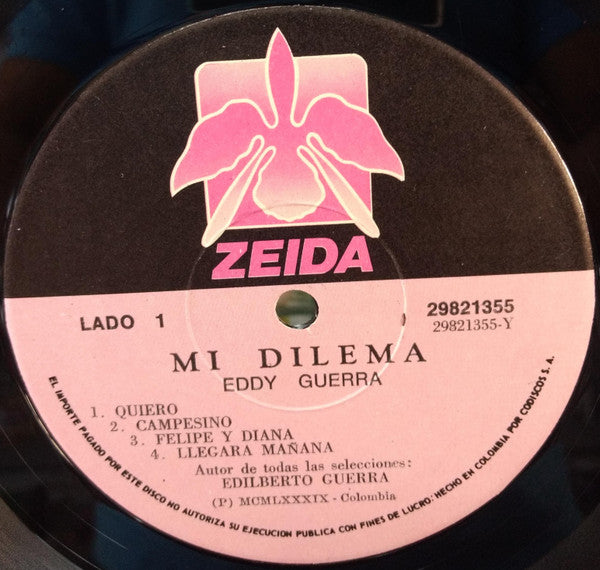 ZEIDA
LADO 1
29821355
29821355-Y
MI DILEMA
EDDY GUERRA
1. QUIERO
2. CAMPESINO
3. FELIPE Y DIANA
4. LLEGARA MAÑANA
Autor de todas las selecciones:
EDILBERTO GUERRA
(P) MCMLXXXIX - Colombia
EL IMPORTE PAGADO POR ESTE DISCO NO AUTORIZA SU EJECUCION PUBLICA CON FINES DE LUCRO: HECHO EN COLOMBIA POR CODISCOS S. A.